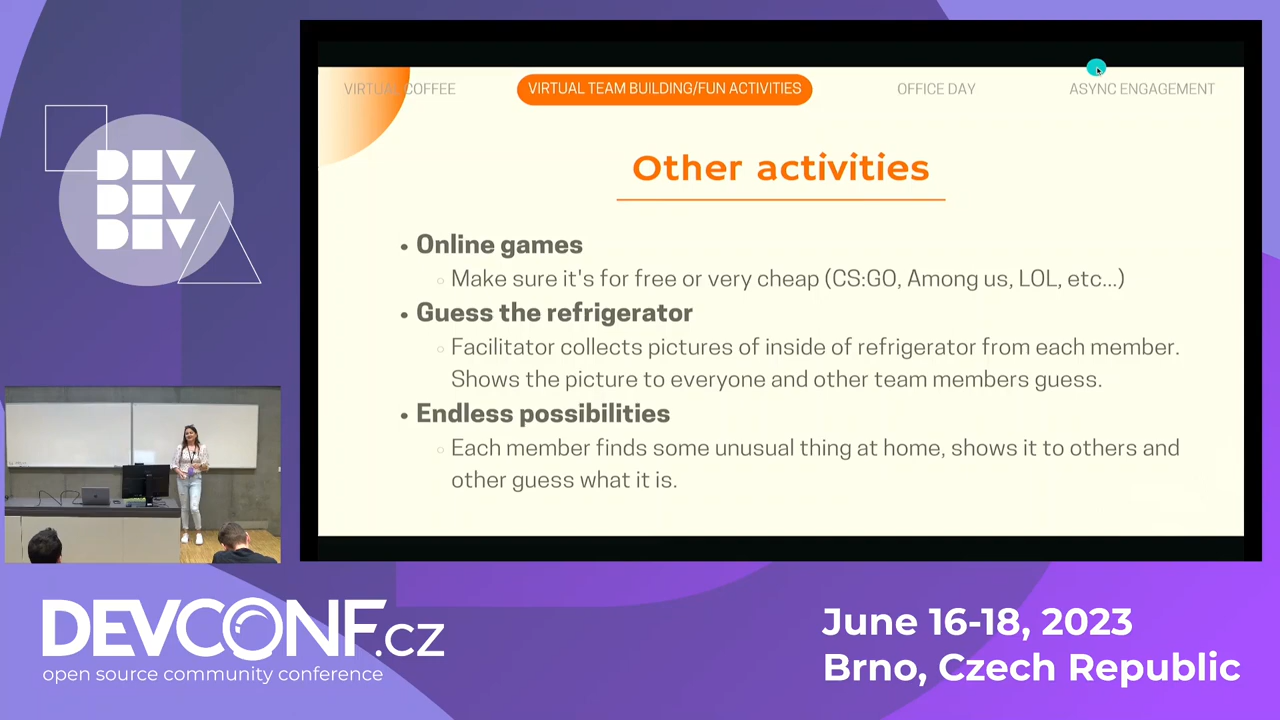 VIRTUAL COFFEE
VIRTUAL TEAM BUILDING/FUN ACTIVITIES
OFFICE DAY
ASYNC ENGAGEMENT
Other activities
• Online games
○ Make sure it's for free or very cheap (CS:GO, Among us, LOL, etc...)
• Guess the refrigerator
○ Facilitator collects pictures of inside of refrigerator from each member.
Shows the picture to everyone and other team members guess.
• Endless possibilities
○ Each member finds some unusual thing at home, shows it to others and
other guess what it is.
DEV
DEV
DEV
DEVCONF.cz
open source community conference
June 16-18, 2023
Brno, Czech Republic